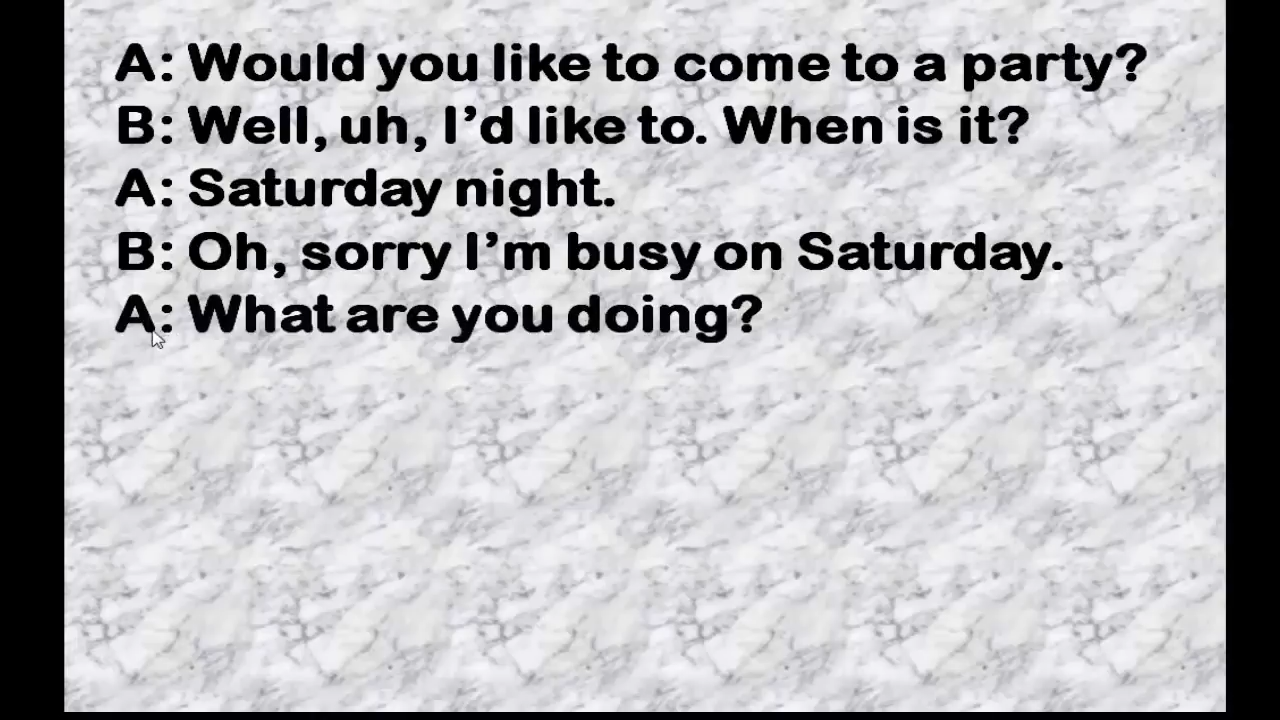 A: Would you like to come to a party?
B: Well, uh, I’d like to. When is it?
A: Saturday night.
B: Oh, sorry I’m busy on Saturday.
A: What are you doing?